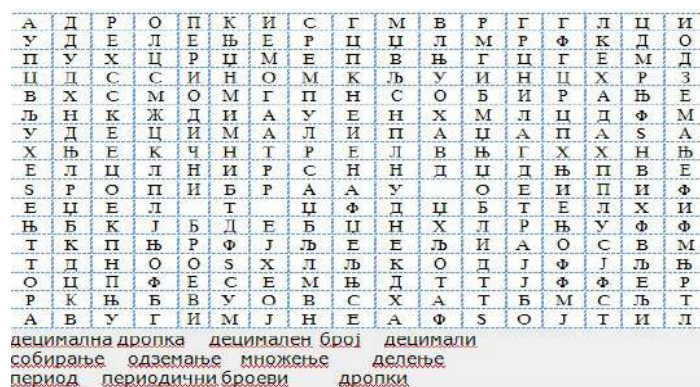 А Д Р О П К И С Г М В Р Г Г Л Ц И
У Д Е Л Е Њ Е Р Ц Џ Л М Р Ф К Д О
П У Х Ц Р Џ М Е П В Њ Г Ц Г Е М Д
Ц Д С С И Н О М К Љ У И Н Ц Х Р З
В Х С М О М Г П Н С О Б И Р А Њ Е
Љ Н К Ж Д И А У Е Н Х М Л Ц Д Ф М
У Д Е Ц И М А Л И П А Џ А П А Ѕ А
Х Њ Е К Ч Н Т Р Е Л В Њ Г Х Х Н Њ
Е Л Ц Л Н И Р С Н Н Д Џ Д Њ П В Е
Ѕ Р О П И Б Р А А У О Е И П И Ф
Е Џ Е Л Т Џ Ф Д Џ Б Т Е Л Х И
Њ Б К Ј Б Д Е Б Џ Н Х Л Р Њ У Ф Ф
Т К П Њ Р Ф Ј Љ Е Е Љ И А О С В М
Т Д Н О О Ѕ Х Л Љ К О Д Ј Ф Ј Љ Њ
О Ц П Ф Е С Е М Њ Д Т Т Ј Ф Ф Е Р
Р К Њ Б В У О В С Х А Т Б М С Љ Т
А В У Г И М Ј Н Е А Ф Ѕ О Ј Т И Л
децимална дропка децимален број децимали
собирање одземање множење делење
период периодични броеви дропки